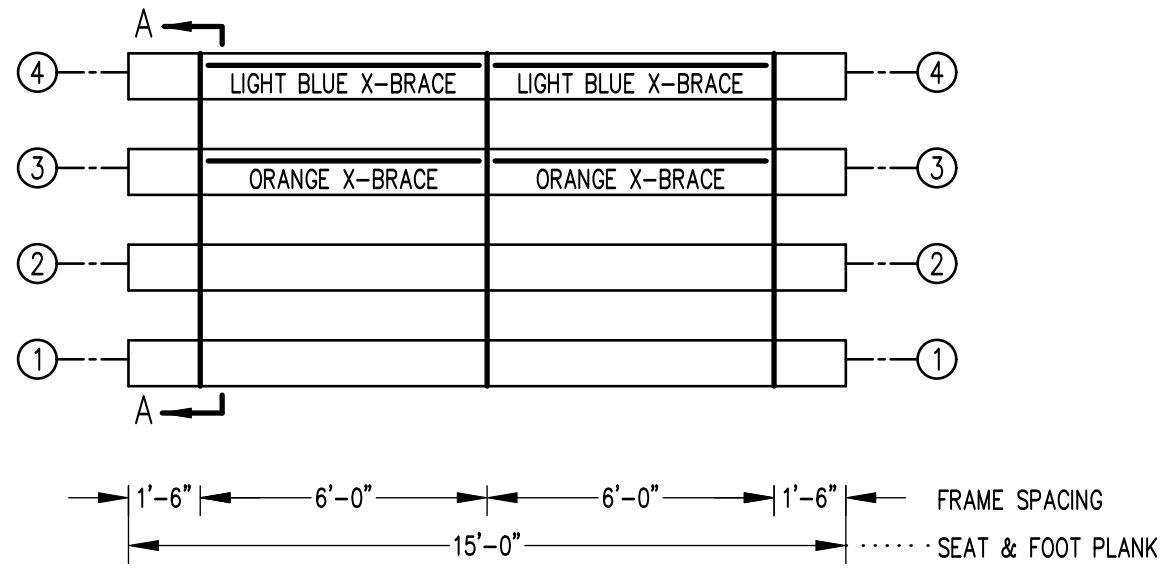 A
4 LIGHT BLUE X-BRACE LIGHT BLUE X-BRACE 4
3 ORANGE X-BRACE ORANGE X-BRACE 3
2 2
1 1
A
1'-6" 6'-0" 6'-0" 1'-6" FRAME SPACING
15'-0" SEAT & FOOT PLANK